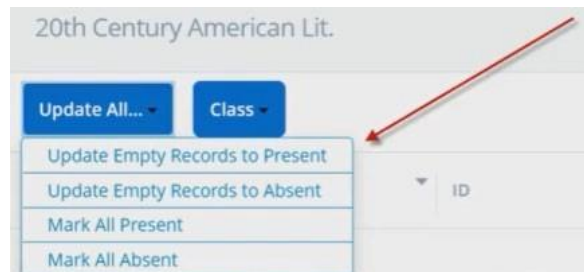 20th Century American Lit.
Update All... Class
Update Empty Records to Present
Update Empty Records to Absent
ID
Mark All Present
Mark All Absent